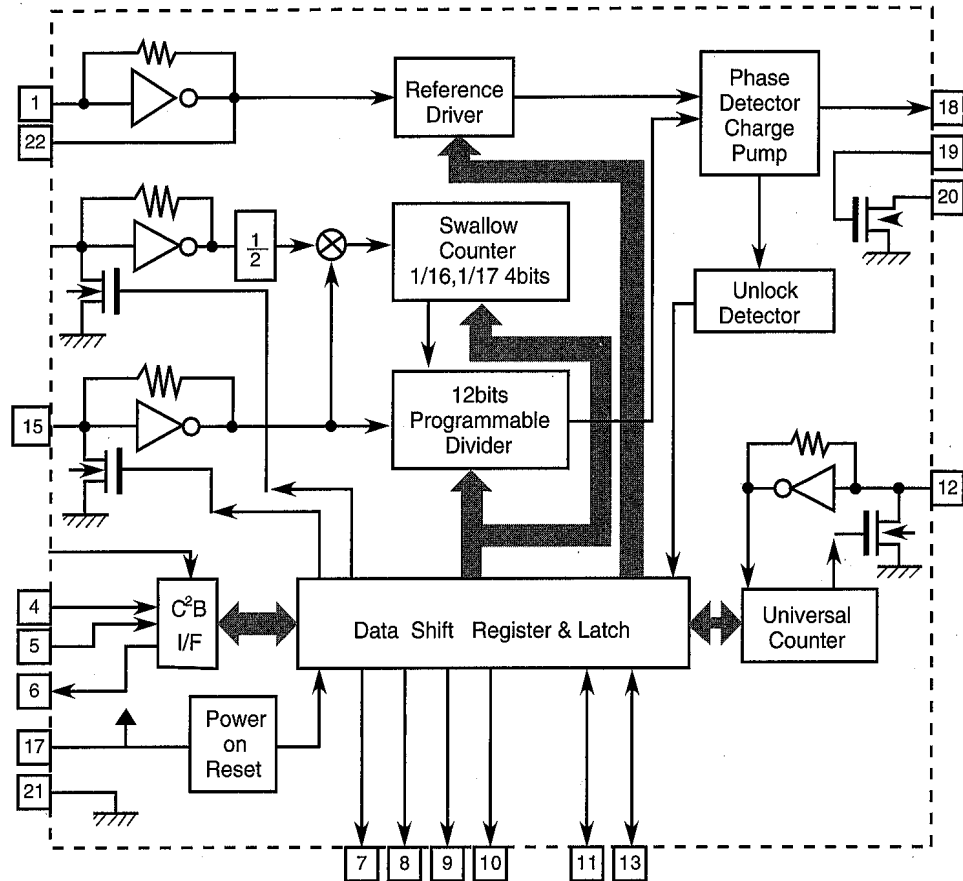 1
22
Reference
Driver
Phase
Detector
Charge
Pump
18
19
20
1
2
Swallow
Counter
1/16,1/17 4bits
Unlock
Detector
15
12bits
Programmable
Divider
12
4
5
6
C²B
I/F
Data Shift Register & Latch
Universal
Counter
17
Power
on
Reset
21
7
8
9
10
11
13